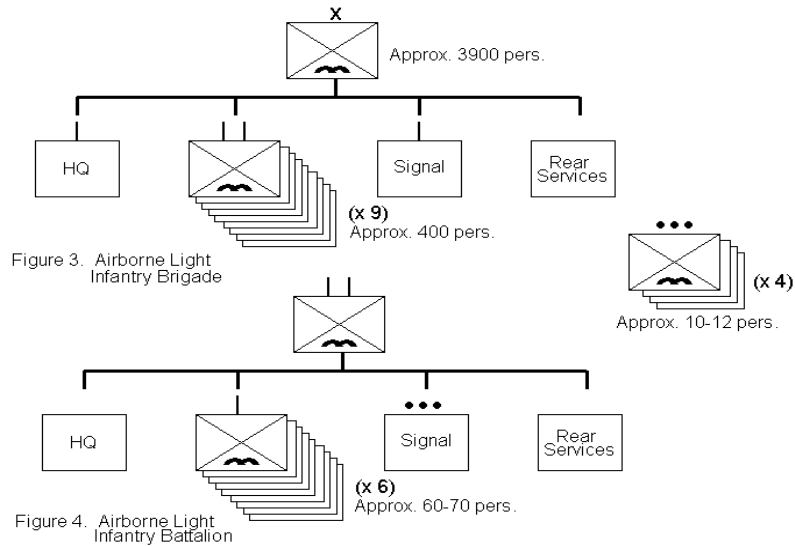 X
Approx. 3900 pers.
HQ
Signal
Rear
Services
(x 9)
Approx. 400 pers.
Figure 3. Airborne Light
Infantry Brigade
(x 4)
Approx. 10-12 pers.
HQ
Signal
Rear
Services
(x 6)
Approx. 60-70 pers.
Figure 4. Airborne Light
Infantry Battalion